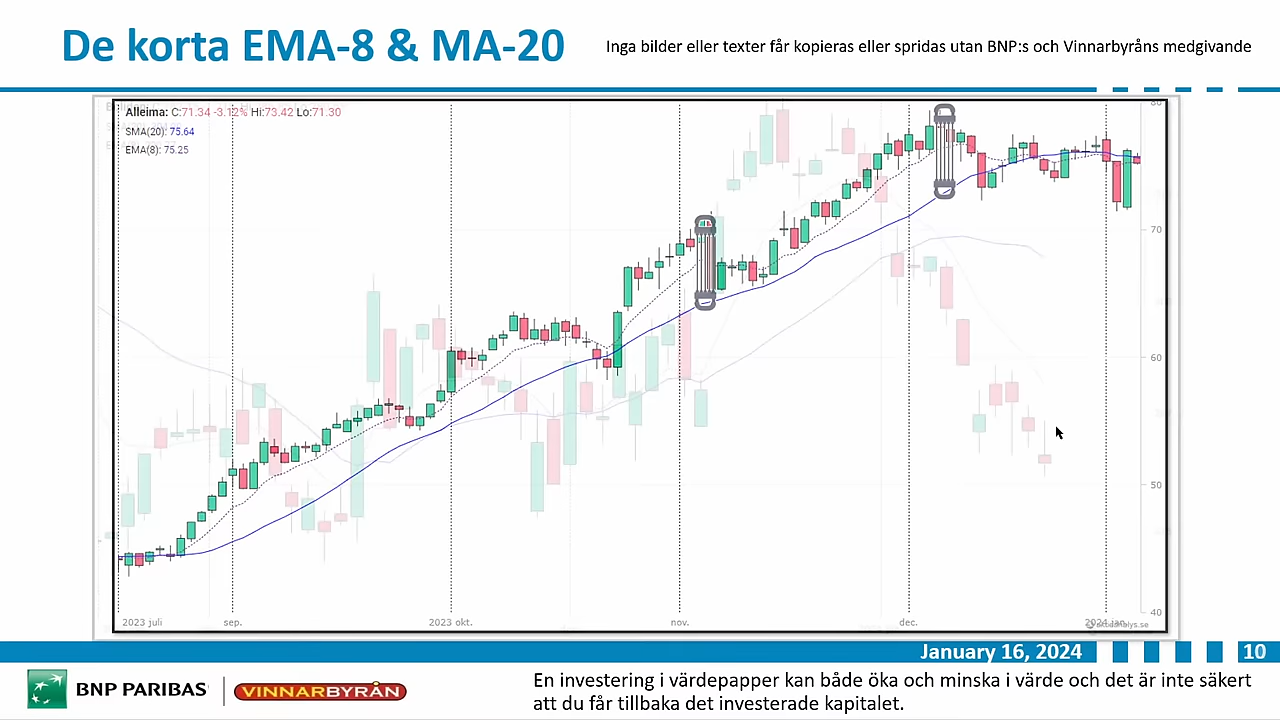 De korta EMA-8 & MA-20
Inga bilder eller texter får kopieras eller spridas utan BNP:s och Vinnarbyråns medgivande
Alleima: C:71.34 -3.12% Hi:73.42 Lo:71.30
SMA(20): 75.64
EMA(8): 75.25
80
70
60
50
40
2023 juli
sep.
2023 okt.
nov.
dec.
2024 jan.
January 16, 2024
10
BNP PARIBAS
VINNARBYRÅN
En investering i värdepapper kan både öka och minska i värde och det är inte säkert
att du får tillbaka det investerade kapitalet.